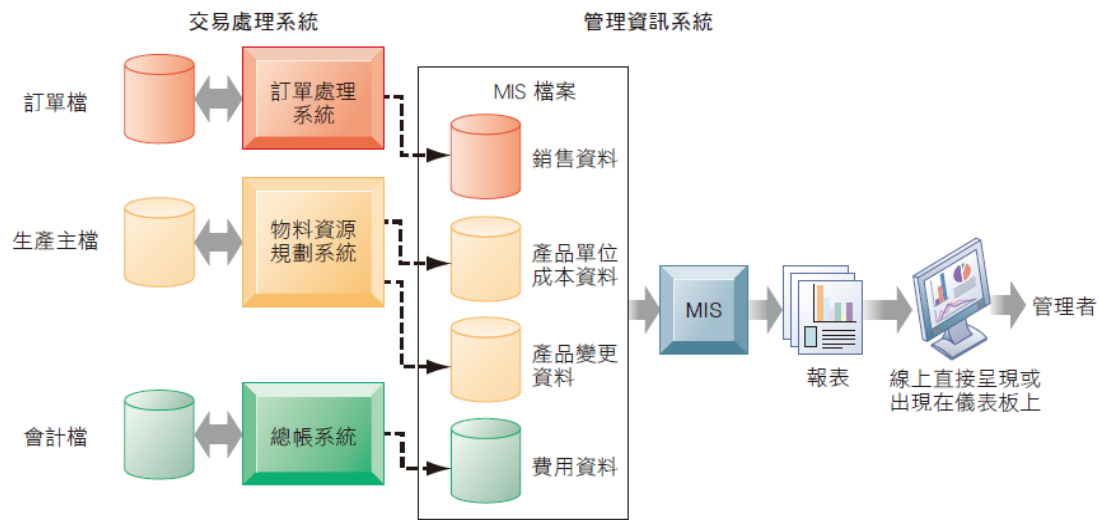 交易處理系統
管理資訊系統
訂單檔
訂單處理
系統
MIS 檔案
銷售資料
生產主檔
物料資源
規劃系統
產品單位
成本資料
產品變更
資料
MIS
報表
線上直接呈現或
出現在儀表板上
管理者
會計檔
總帳系統
費用資料